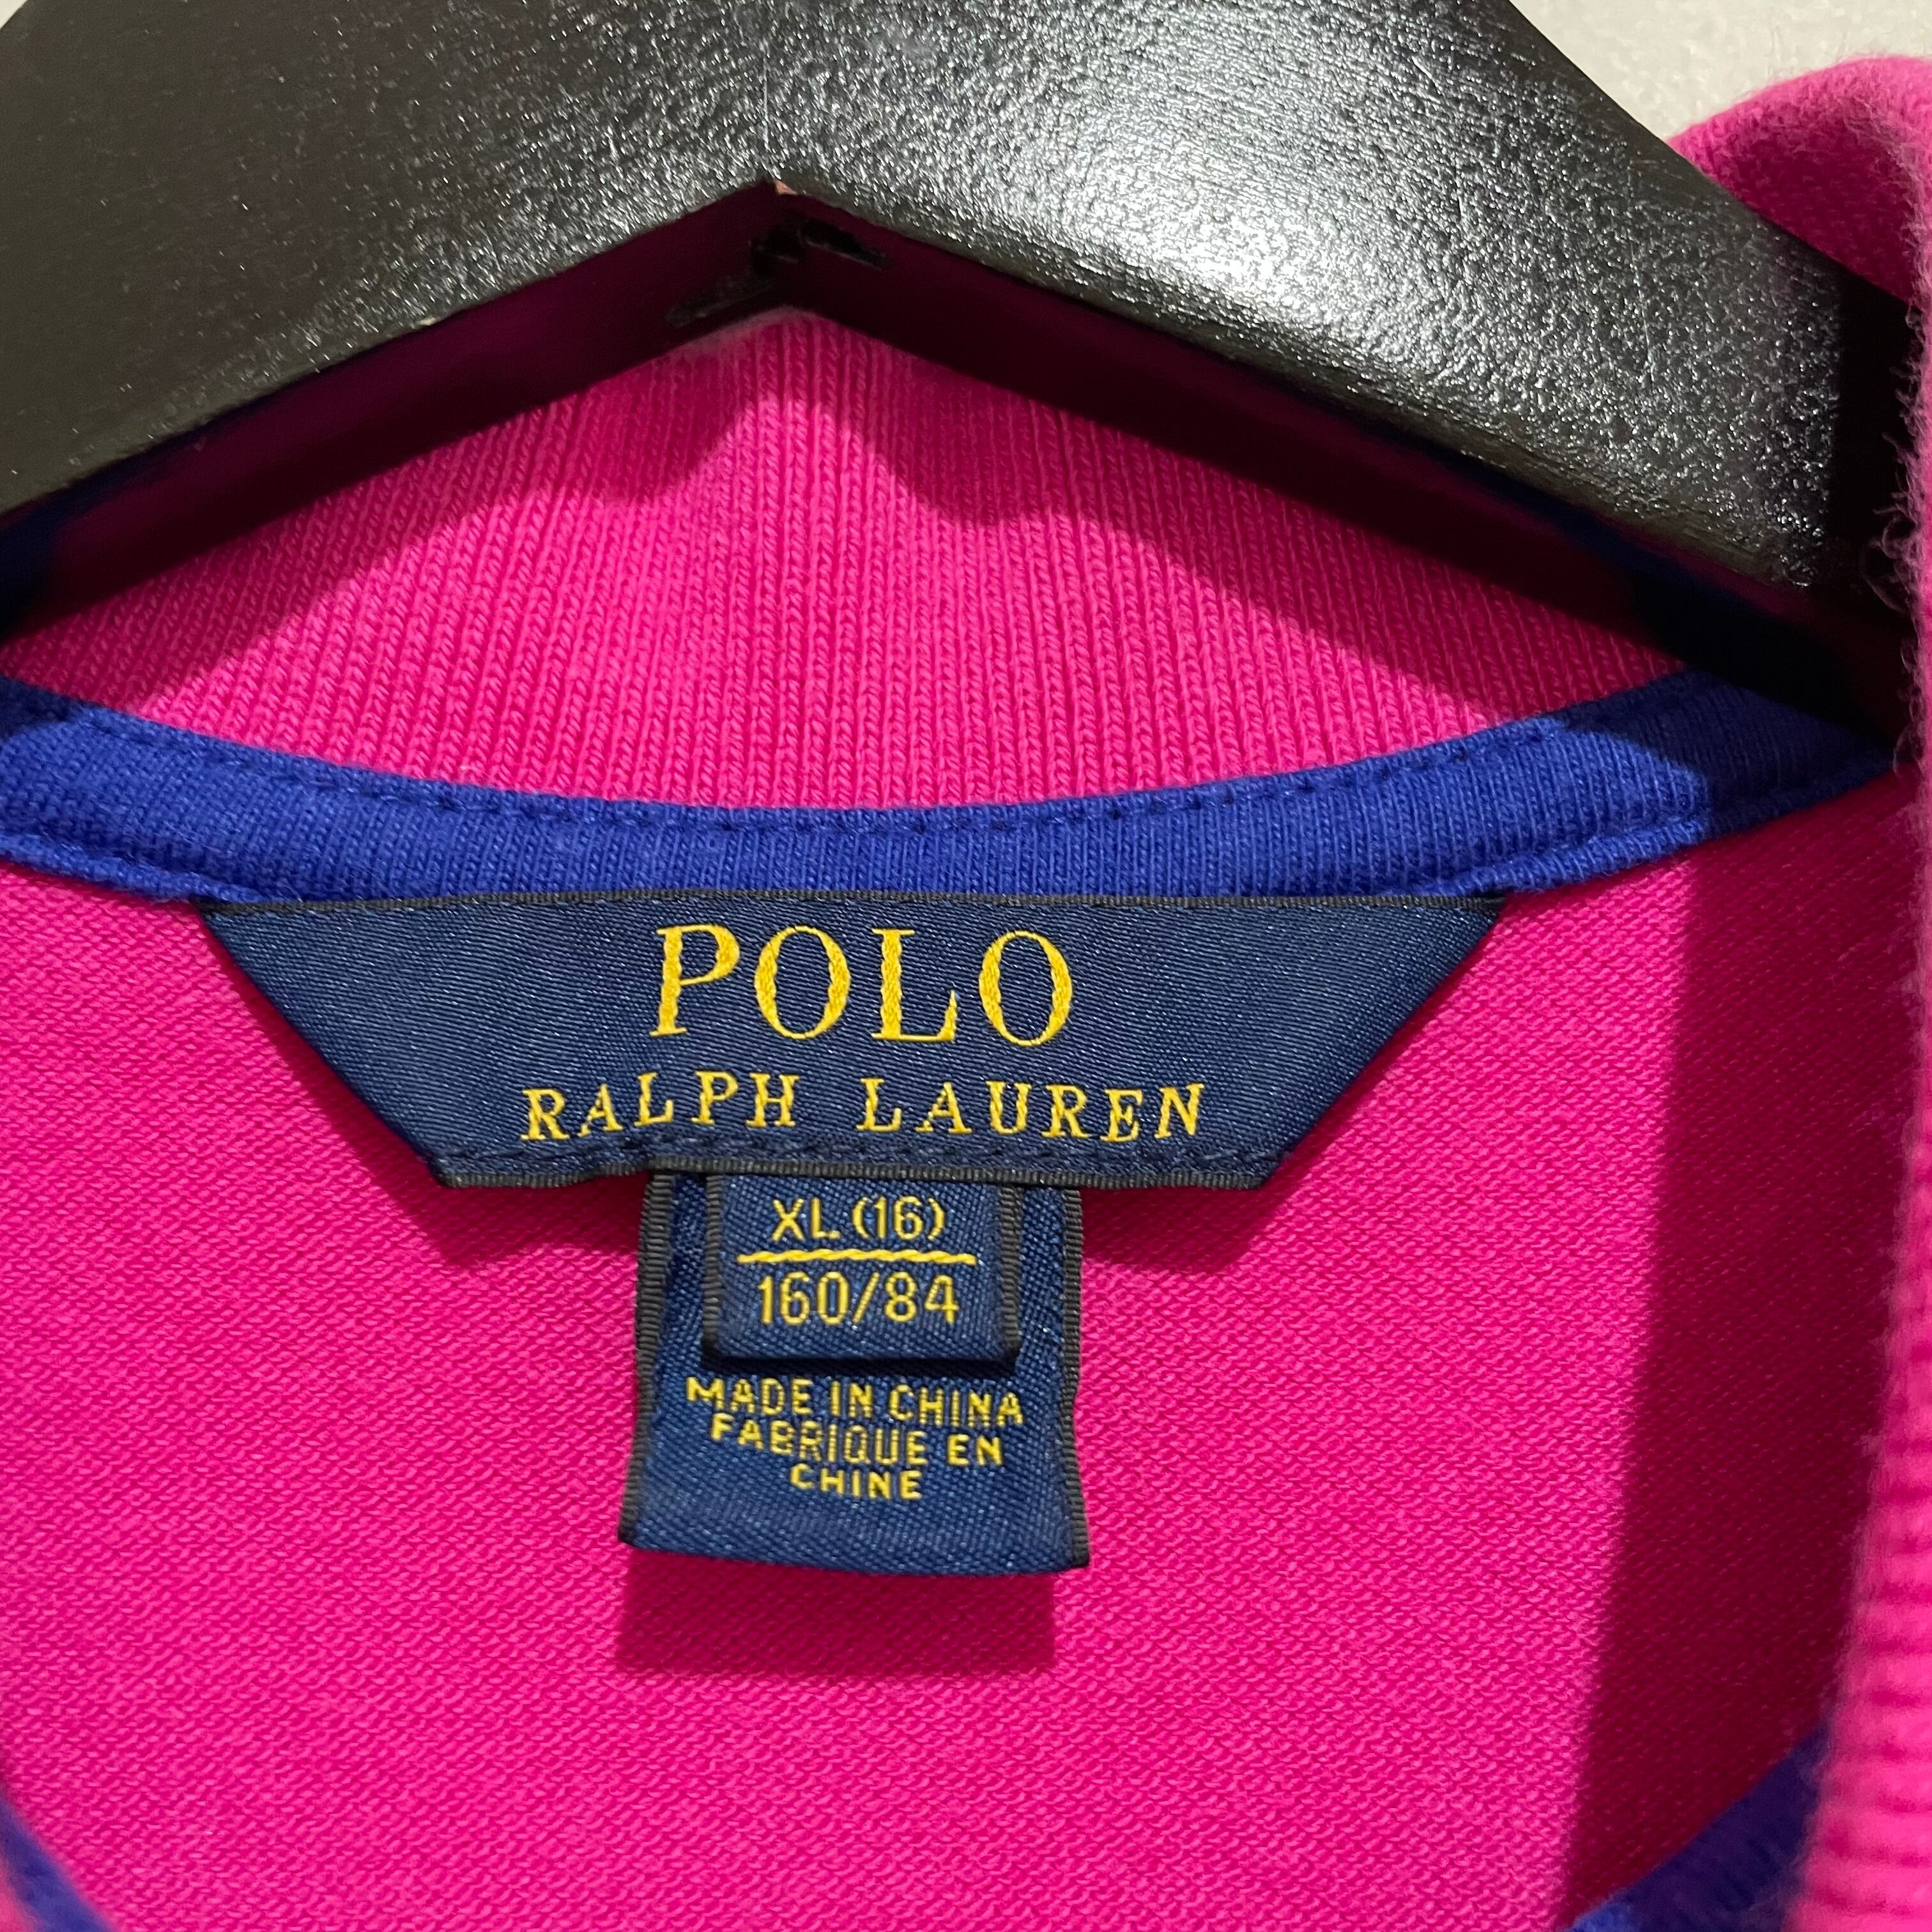 POLO
RALPH LAUREN
XL (16)
160/84
MADE IN CHINA
FABRIQUE EN
CHINE